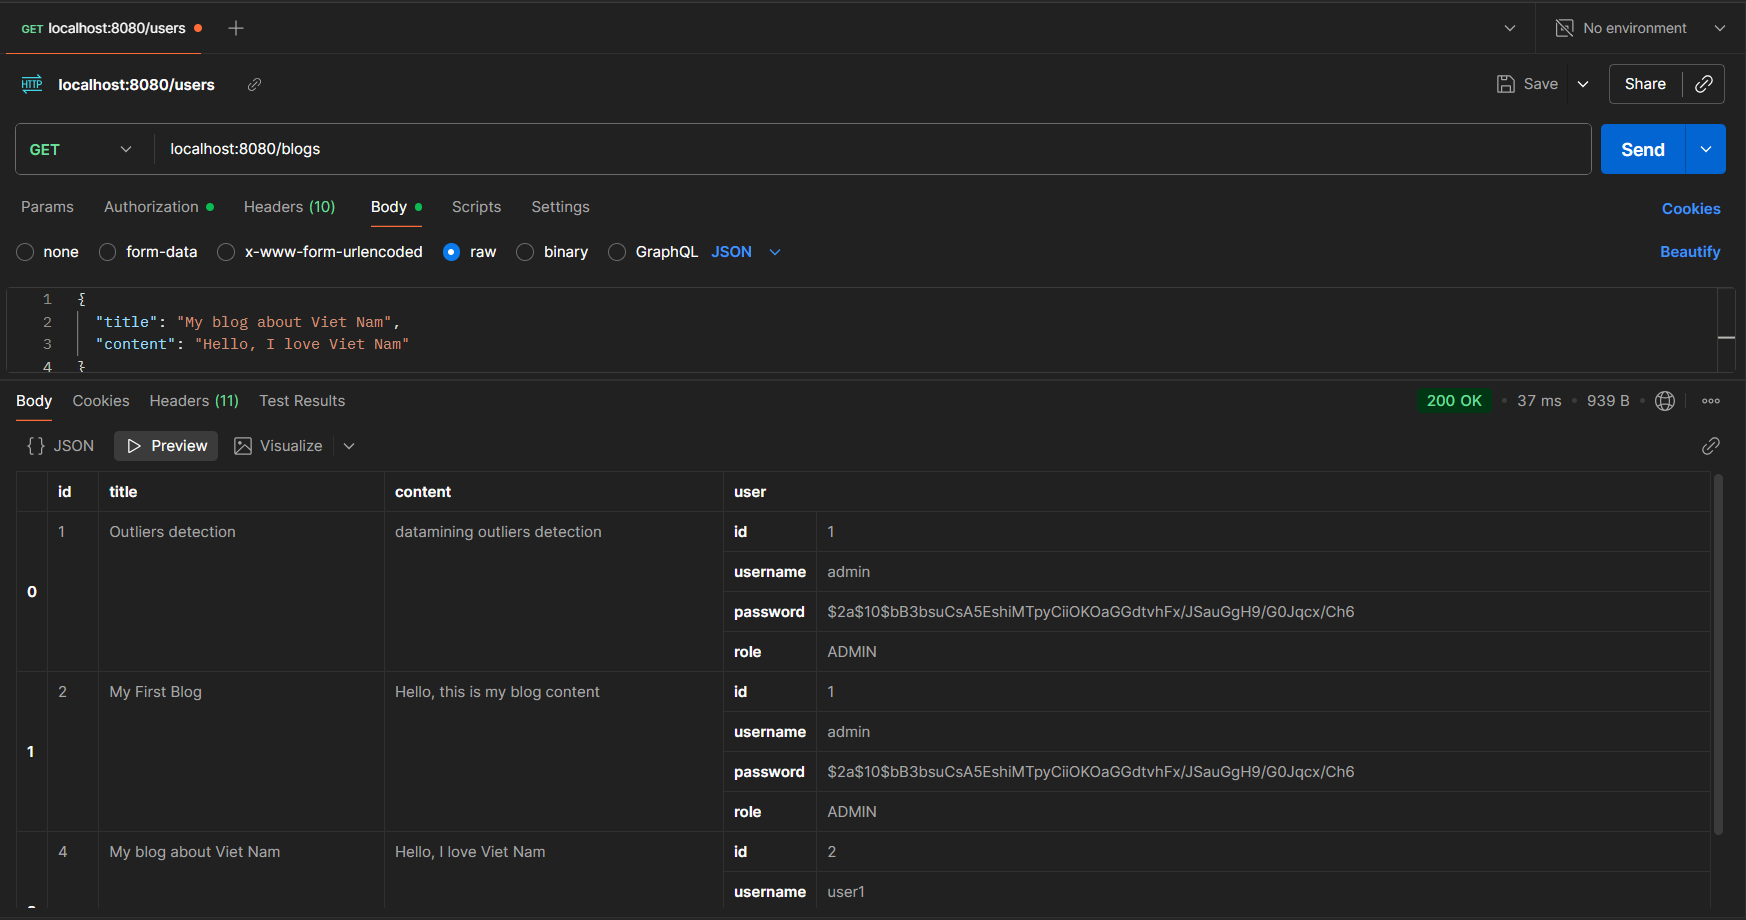 GET localhost:8080/users
No environment
HTTP localhost:8080/users
Save
Share
GET
localhost:8080/blogs
Send
Params Authorization Headers (10) Body Scripts Settings
Cookies
none form-data x-www-form-urlencoded raw binary GraphQL JSON
Beautify
1 {
2 "title": "My blog about Viet Nam",
3 "content": "Hello, I love Viet Nam"
4 }
Body Cookies Headers (11) Test Results
200 OK • 37 ms • 939 B
{} JSON Preview Visualize
id title content user
0
1 Outliers detection datamining outliers detection id 1
username admin
password $2a$10$bB3bsuCsA5EshiMTpyCiiOKOaGGdtvhFx/JSauGgH9/G0Jqcx/Ch6
role ADMIN
1
2 My First Blog Hello, this is my blog content id 1
username admin
password $2a$10$bB3bsuCsA5EshiMTpyCiiOKOaGGdtvhFx/JSauGgH9/G0Jqcx/Ch6
role ADMIN
4 My blog about Viet Nam Hello, I love Viet Nam id 2
username user1